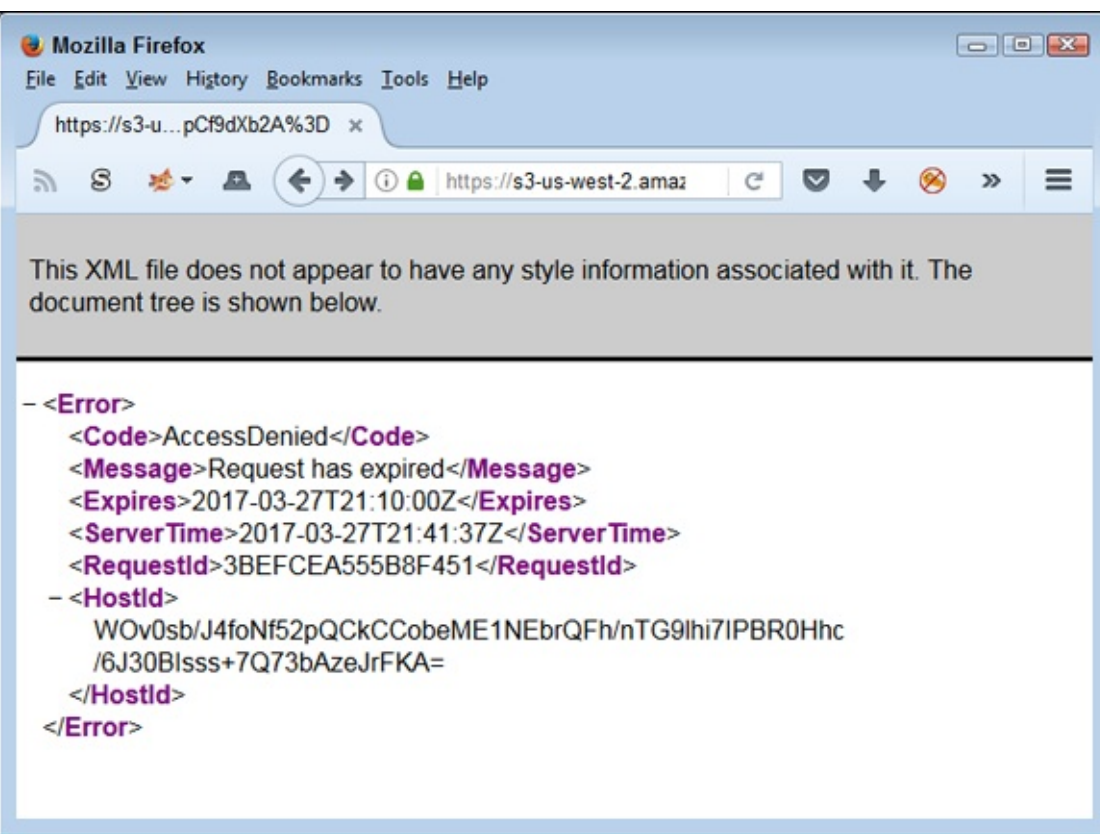 Mozilla Firefox
File Edit View History Bookmarks Tools Help
https://s3-u...pCf9dXb2A%3D
https://s3-us-west-2.amaz
This XML file does not appear to have any style information associated with it. The
document tree is shown below.
– <Error>
<Code>AccessDenied</Code>
<Message>Request has expired</Message>
<Expires>2017-03-27T21:10:00Z</Expires>
<ServerTime>2017-03-27T21:41:37Z</ServerTime>
<RequestId>3BEFCEA555B8F451</RequestId>
– <HostId>
WOv0sb/J4foNf52pQCkCCobeME1NEbrQFh/nTG9lhi7IPBR0Hhc
/6J30BIsss+7Q73bAzeJrFKA=
</HostId>
</Error>